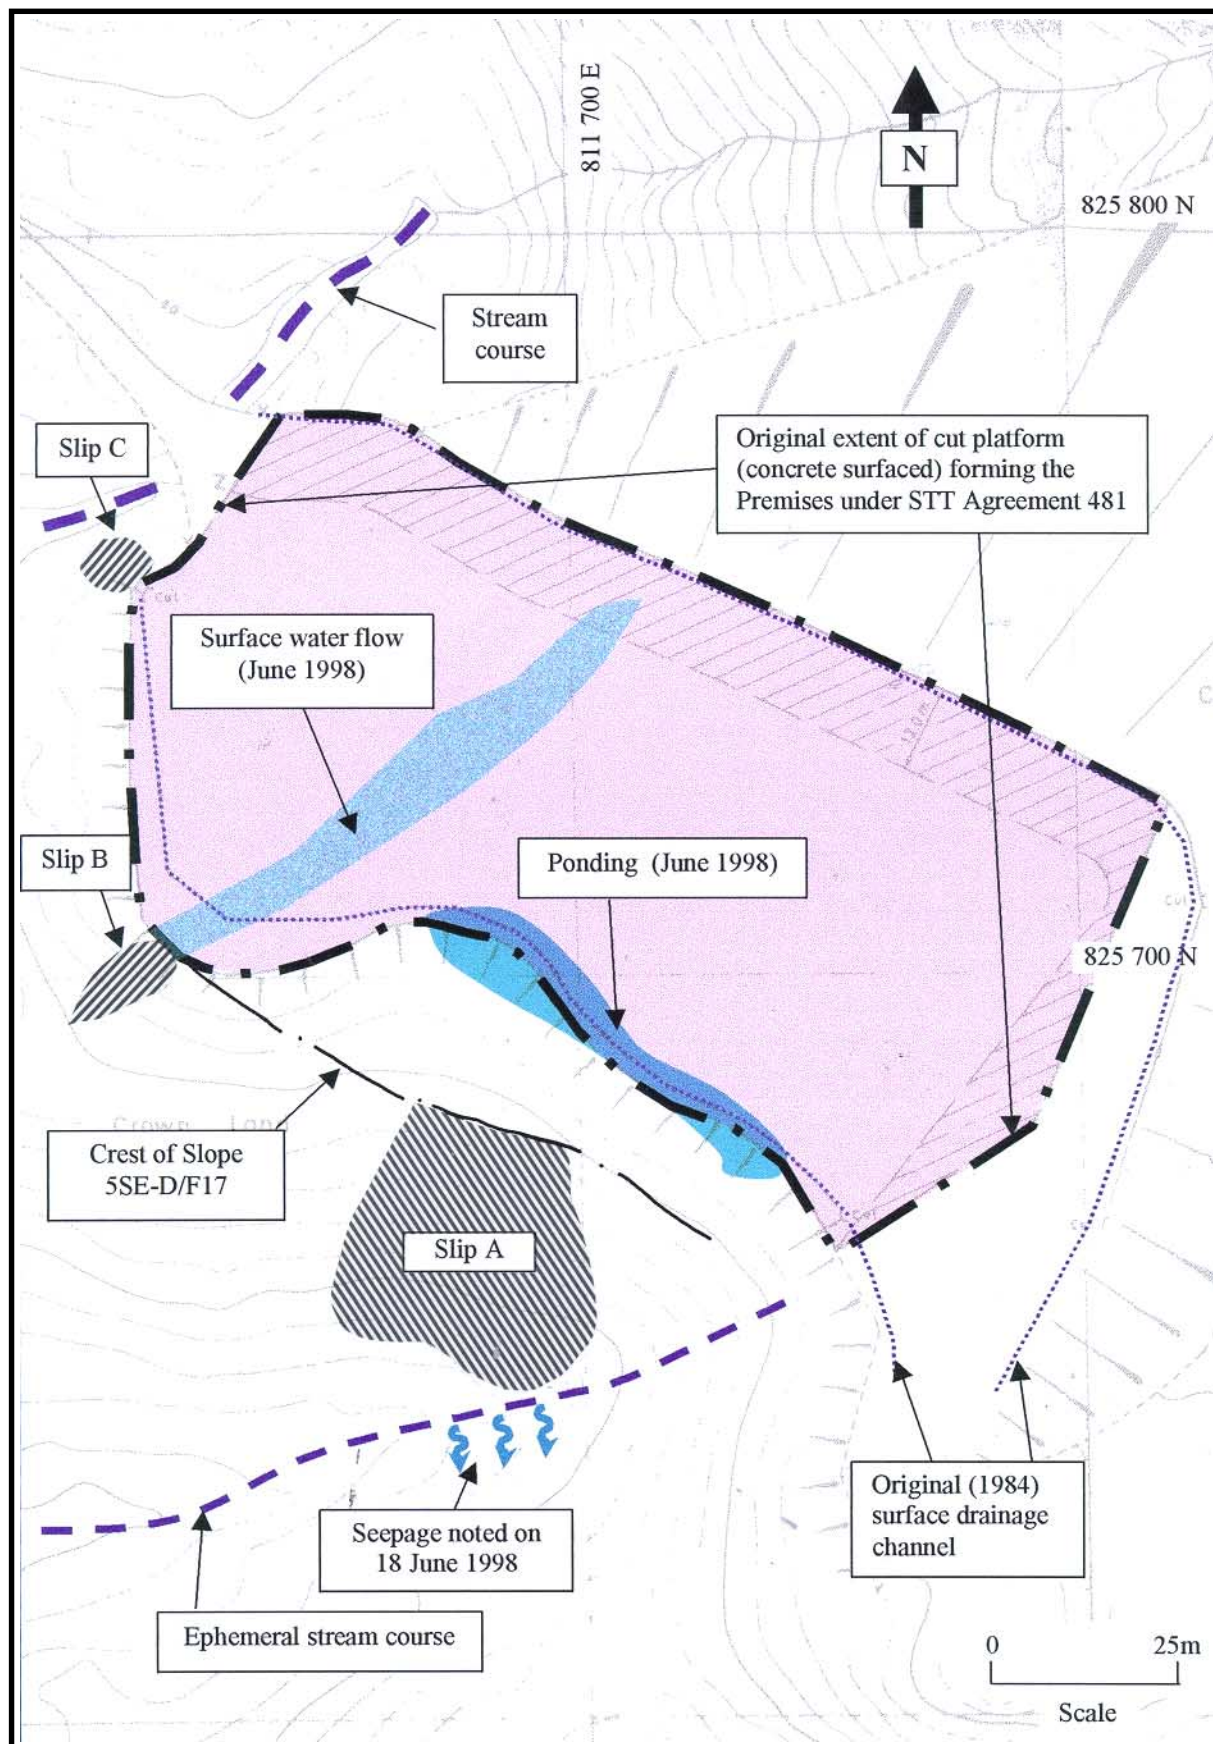 811 700 E
N
825 800 N
Stream
course
Slip C
Original extent of cut platform
(concrete surfaced) forming the
Premises under STT Agreement 481
Surface water flow
(June 1998)
Slip B
Ponding (June 1998)
825 700 N
Crest of Slope
5SE-D/F17
Slip A
Original (1984)
surface drainage
channel
Seepage noted on
18 June 1998
Ephemeral stream course
0 25m
Scale